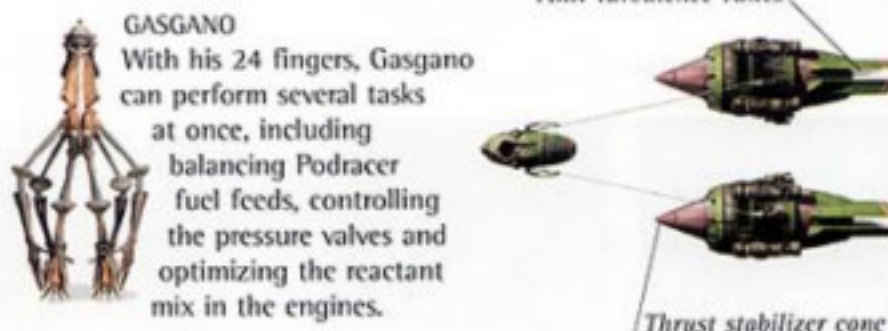 GASGANO
With his 24 fingers, Gasgano
can perform several tasks
at once, including
balancing Podracer
fuel feeds, controlling
the pressure valves and
optimizing the reactant
mix in the engines.
Thrust stabilizer cone